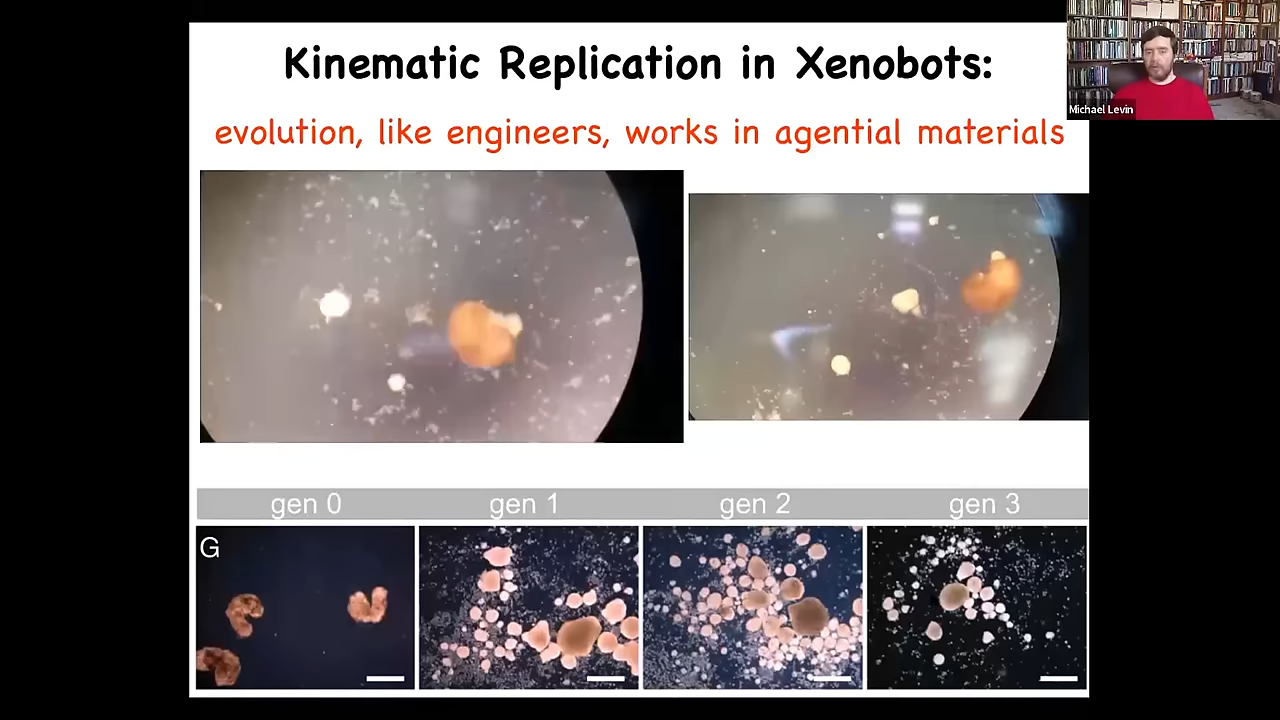 Kinematic Replication in Xenobots:
evolution, like engineers, works in agential materials
Michael Levin
gen 0
gen 1
gen 2
gen 3
G